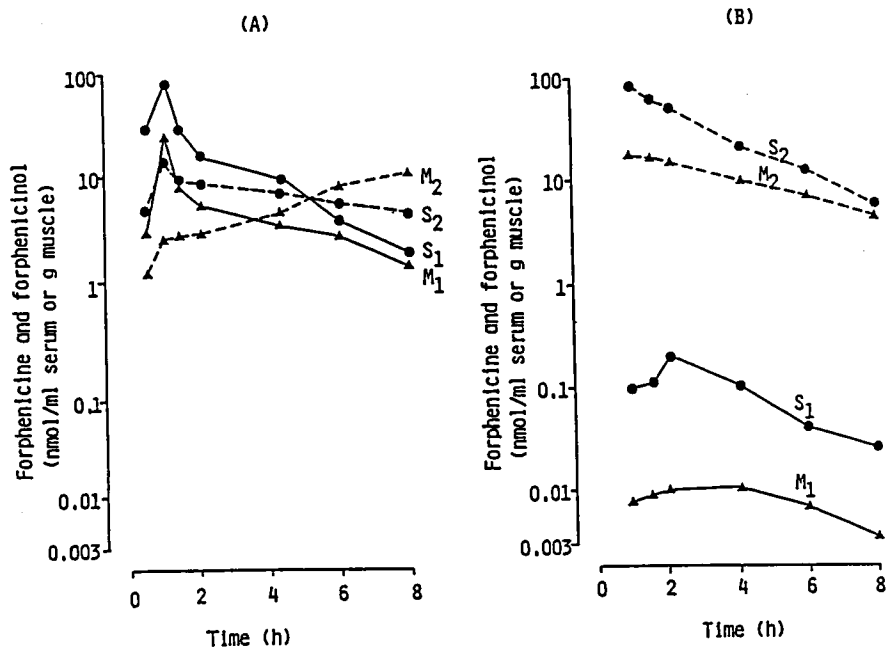 (A)
Forphenicine and forphenicinol
(nmol/ml serum or g muscle)
100
10
1
0.1
0.01
0.003
M2
S2
S1
M1
0 2 4 6 8
Time (h)
(B)
Forphenicine and forphenicinol
(nmol/ml serum or g muscle)
100
10
1
0.1
0.01
0.003
S2
M2
S1
M1
0 2 4 6 8
Time (h)